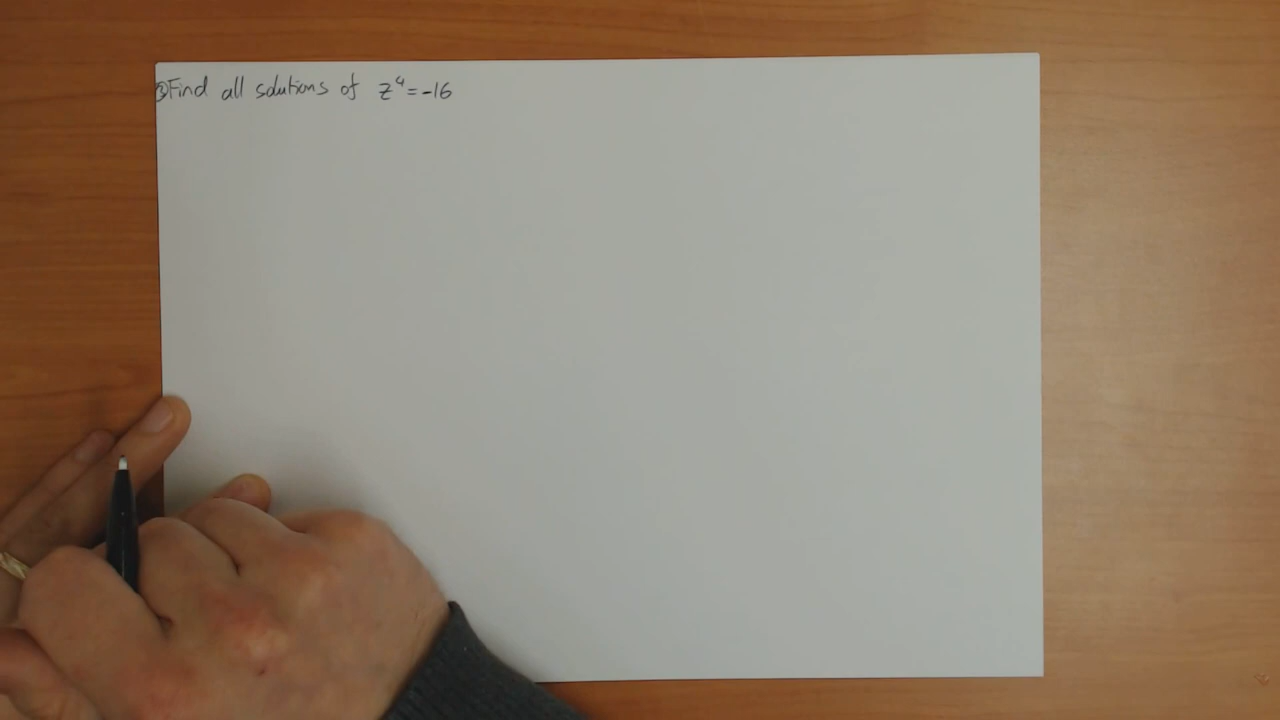 ③Find all solutions of z⁴=-16